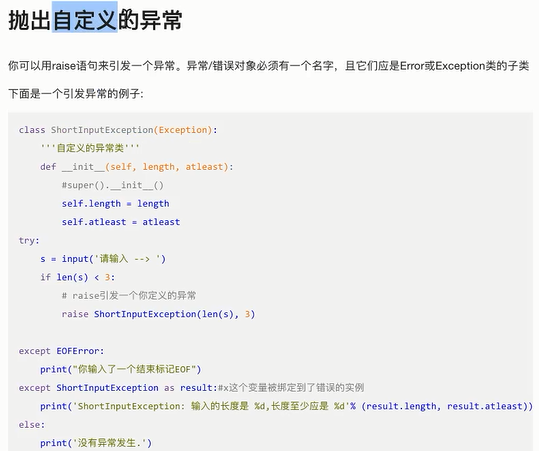 抛出自定义的异常
你可以用raise语句来引发一个异常。异常/错误对象必须有一个名字，且它们应是Error或Exception类的子类
下面是一个引发异常的例子:
class ShortInputException(Exception):
    '''自定义的异常类'''
    def __init__(self, length, atleast):
        #super().__init__()
        self.length = length
        self.atleast = atleast
try:
    s = input('请输入 --> ')
    if len(s) < 3:
        # raise引发一个你定义的异常
        raise ShortInputException(len(s), 3)
except EOFError:
    print("你输入了一个结束标记EOF")
except ShortInputException as result:#x这个变量被绑定到了错误的实例
    print('ShortInputException: 输入的长度是 %d,长度至少应是 %d'% (result.length, result.atleast))
else:
    print('没有异常发生.')